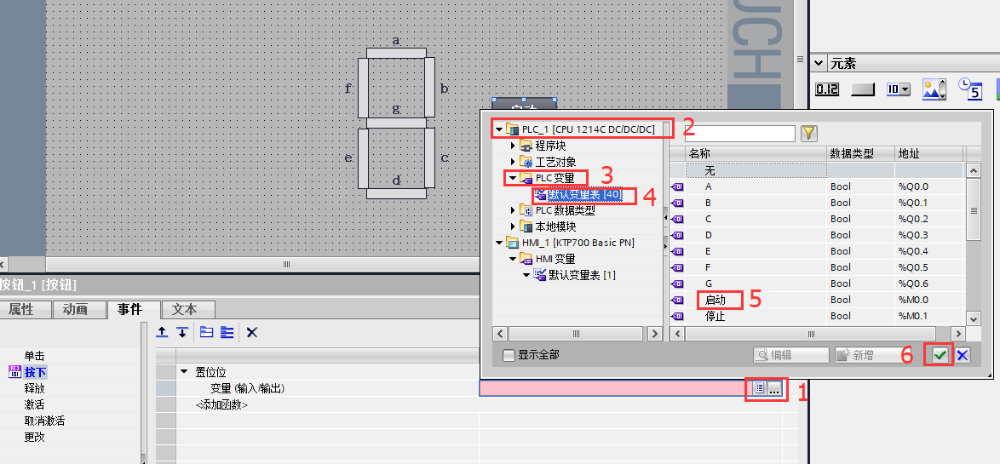 UCH
a
f
b
g
e
c
d
启动
元素
0.12
10
5
PLC_1 [CPU 1214C DC/DC/DC]
2
程序块
工艺对象
PLC 变量
3
默认变量表 [40]
4
PLC 数据类型
本地模块
HMI_1 [KTP700 Basic PN]
HMI 变量
默认变量表 [1]
名称
数据类型
地址
无
A
Bool
%Q0.0
B
Bool
%Q0.1
C
Bool
%Q0.2
D
Bool
%Q0.3
E
Bool
%Q0.4
F
Bool
%Q0.5
G
Bool
%Q0.6
启动
5
Bool
%M0.0
停止
Bool
%M0.1
显示全部
编辑
新增
6
按钮_1 [按钮]
属性
动画
事件
文本
单击
按下
释放
激活
取消激活
更改
置位位
变量 (输入/输出)
...
1
<添加函数>